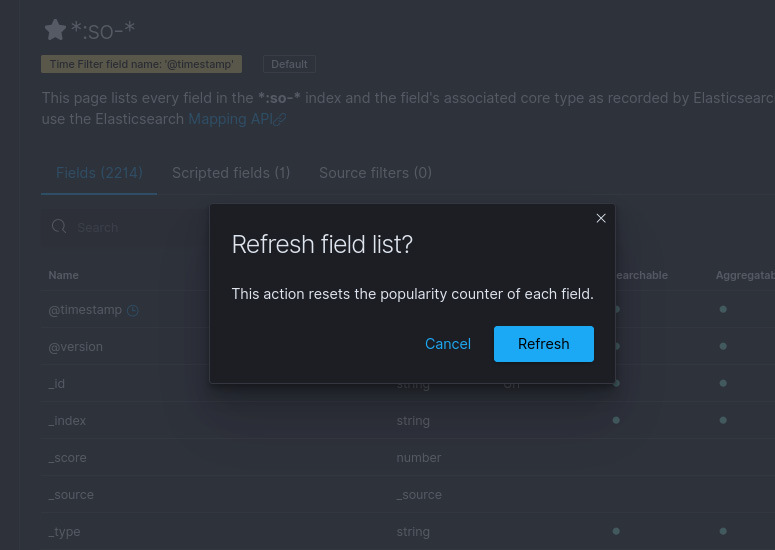 *:so-*
Time Filter field name: '@timestamp'
Default
This page lists every field in the *:so-* index and the field's associated core type as recorded by Elasticsearc
use the Elasticsearch Mapping API
Fields (2214)
Scripted fields (1)
Source filters (0)
Search
Refresh field list?
This action resets the popularity counter of each field.
Cancel
Refresh
Name
earchable
Aggregatab
@timestamp
@version
_id
string
_index
string
_score
number
_source
_source
_type
string